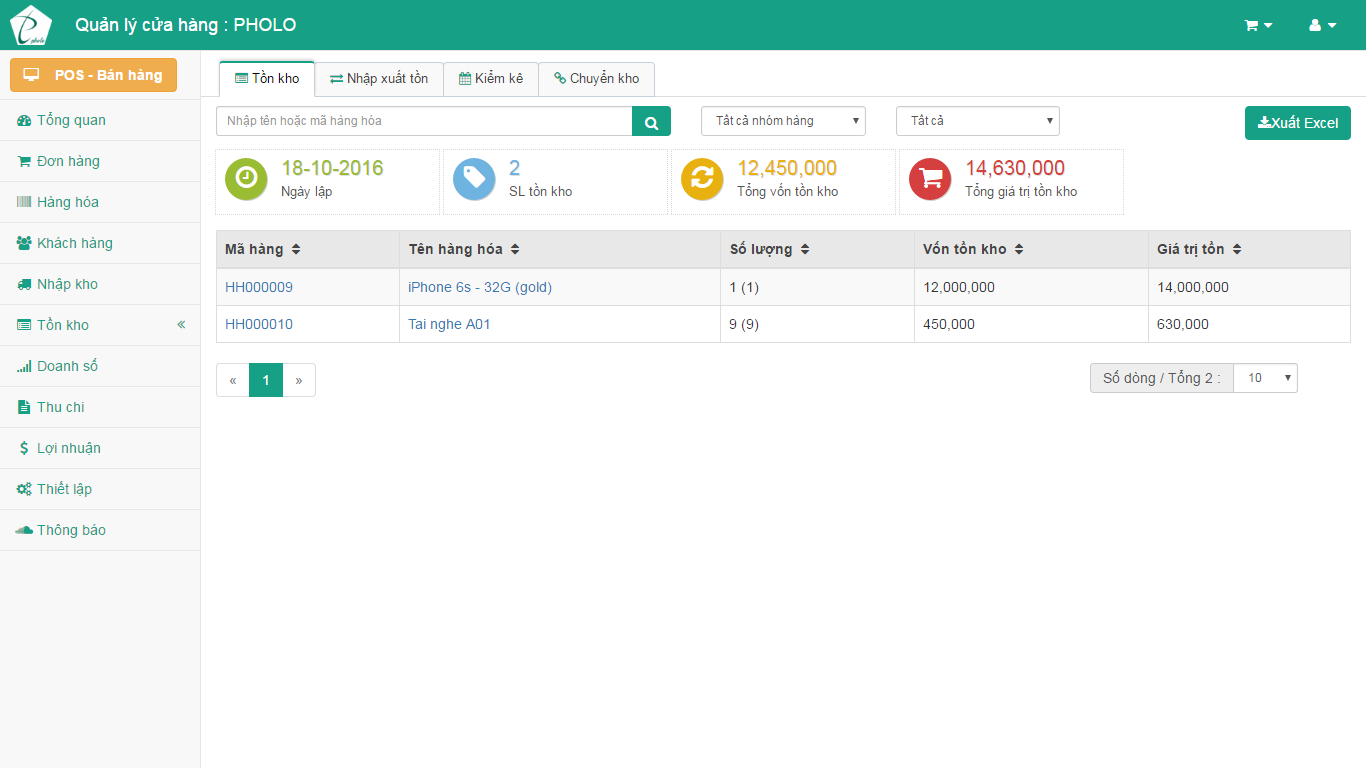 pholo
Quản lý cửa hàng : PHOLO
POS - Bán hàng
Tổng quan
Đơn hàng
Hàng hóa
Khách hàng
Nhập kho
Tồn kho
Doanh số
Thu chi
Lợi nhuận
Thiết lập
Thông báo
Tồn kho Nhập xuất tồn Kiểm kê Chuyển kho
Nhập tên hoặc mã hàng hóa Tất cả nhóm hàng Tất cả Xuất Excel
18-10-2016 2 12,450,000 14,630,000
Ngày lập SL tồn kho Tổng vốn tồn kho Tổng giá trị tồn kho
Mã hàng Tên hàng hóa Số lượng Vốn tồn kho Giá trị tồn
HH000009 iPhone 6s - 32G (gold) 1 (1) 12,000,000 14,000,000
HH000010 Tai nghe A01 9 (9) 450,000 630,000
« 1 » Số dòng / Tổng 2 : 10